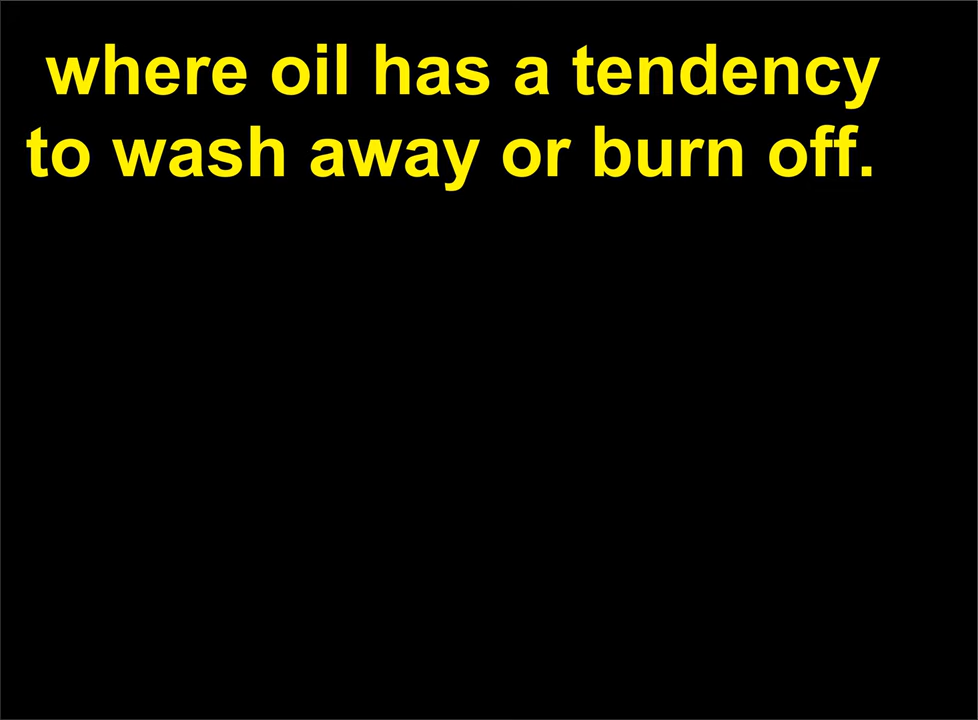 where oil has a tendency
to wash away or burn off.